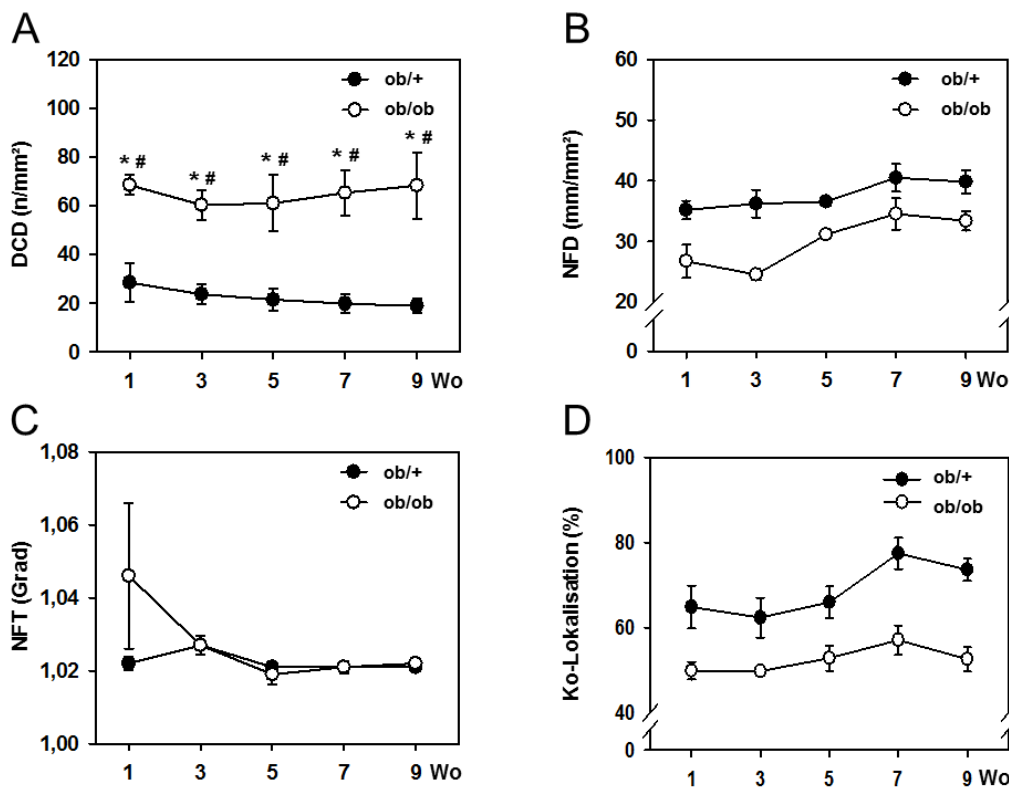 A
DCD (n/mm²)
120
100
80
60
40
20
0
ob/+
ob/ob
* #
* #
* #
* #
* #
1 3 5 7 9 Wo
B
NFD (mm/mm²)
60
50
40
30
20
0
ob/+
ob/ob
1 3 5 7 9 Wo
C
NFT (Grad)
1,08
1,06
1,04
1,02
1,00
ob/+
ob/ob
1 3 5 7 9 Wo
D
Ko-Lokalisation (%)
100
80
60
40
0
ob/+
ob/ob
1 3 5 7 9 Wo